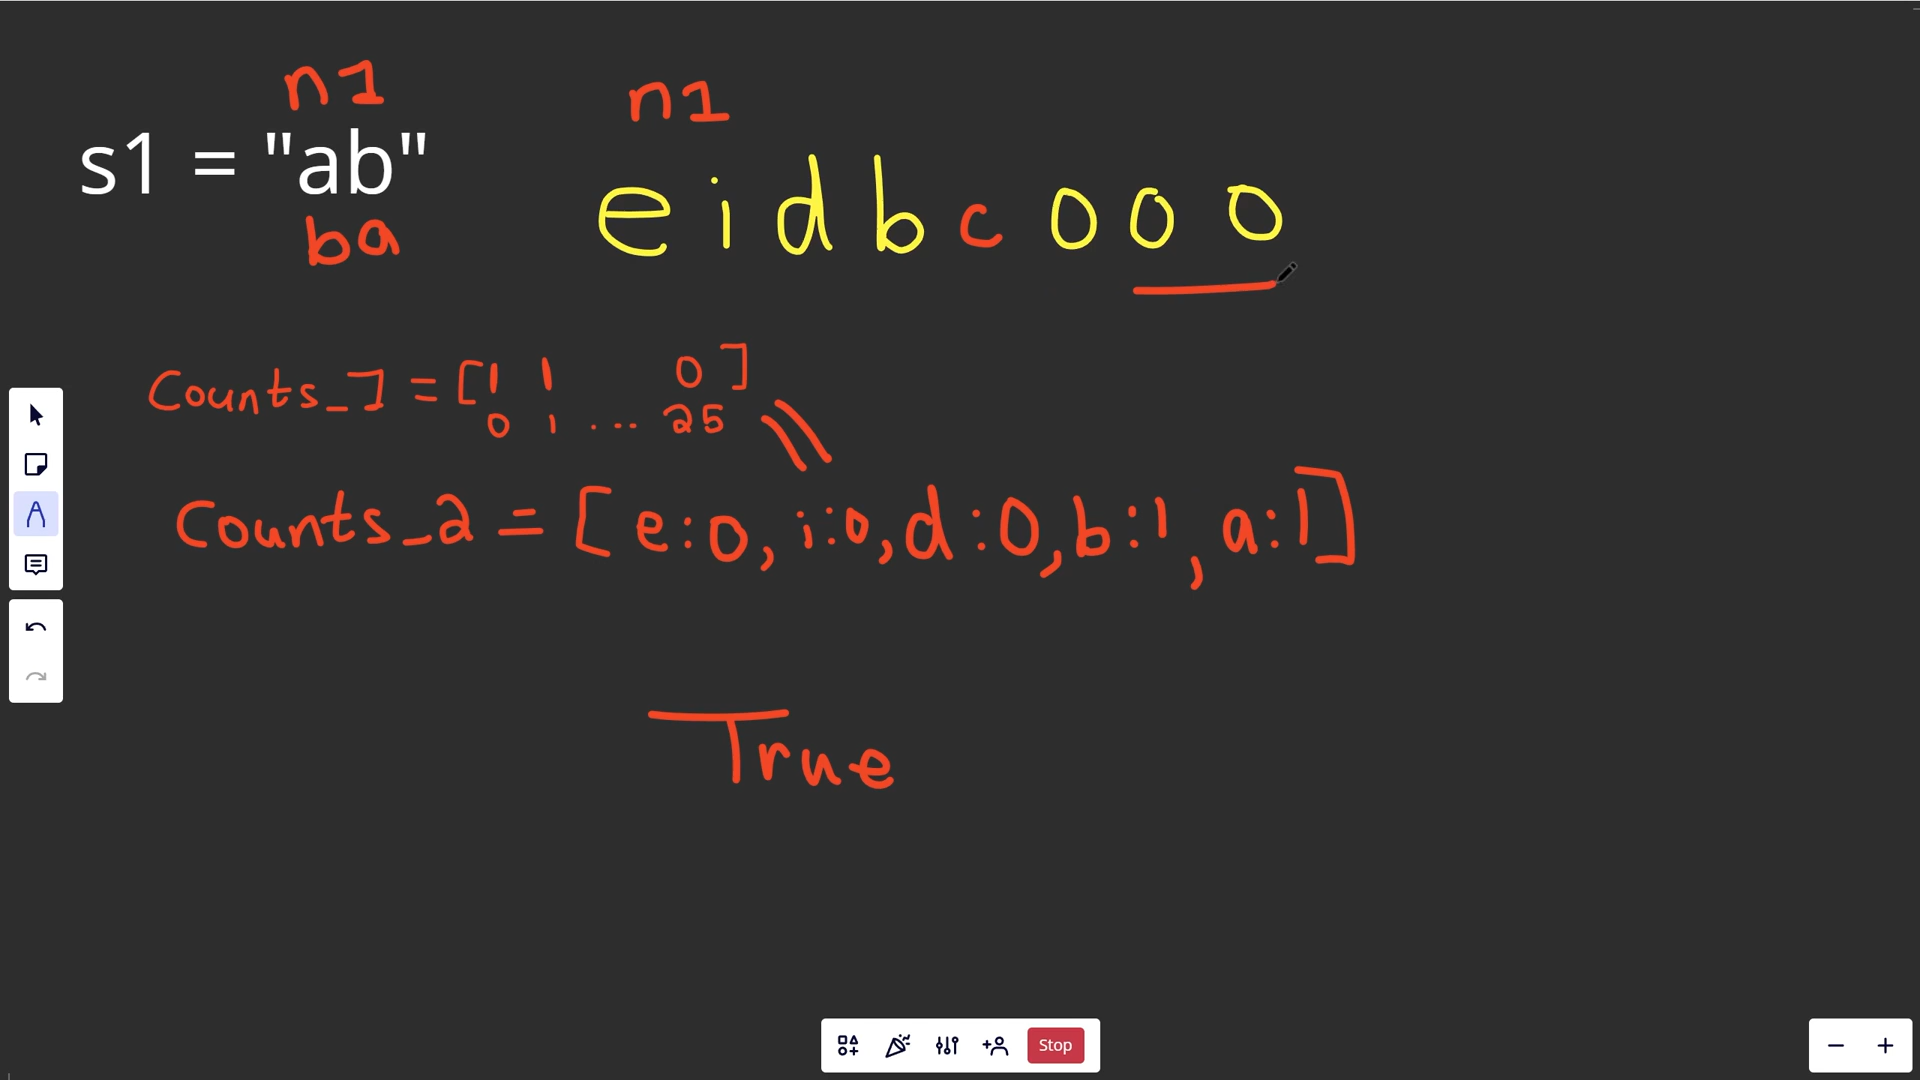 n1
n1
s1 = "ab"
eidbcooo
ba
Counts_1 = [1 1 0]
0 1 ... 25
Counts_2 = [e:0, i:0, d:0, b:1, a:1]
True
Stop